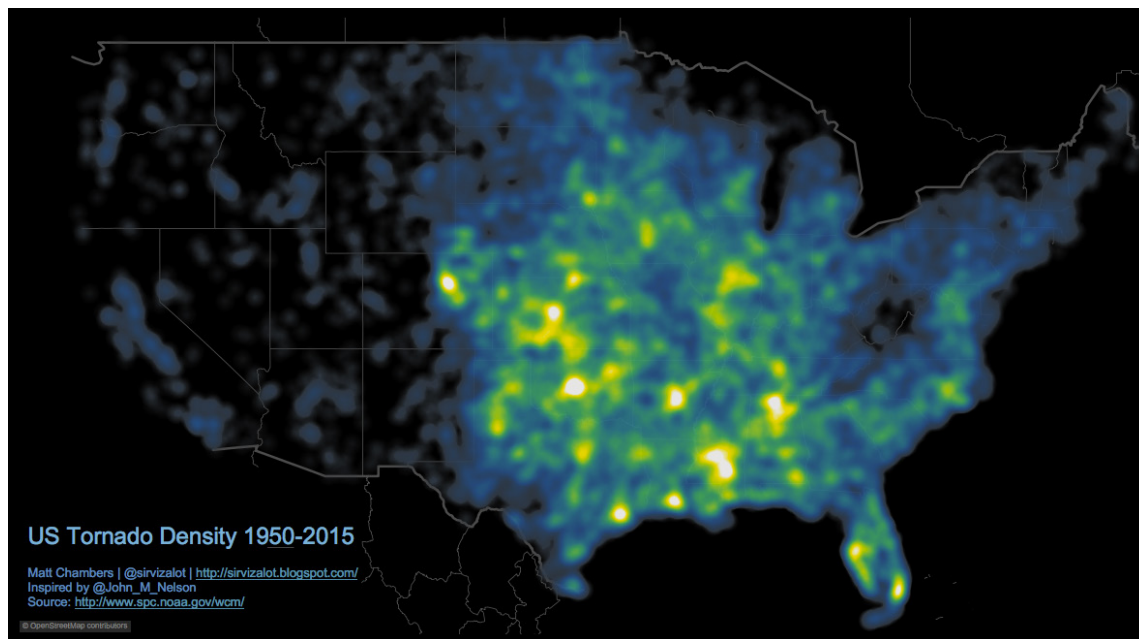 US Tornado Density 1950-2015
Matt Chambers | @sirvizalot | http://sirvizalot.blogspot.com/
Inspired by @John_M_Nelson
Source: http://www.spc.noaa.gov/wcm/
© OpenStreetMap contributors